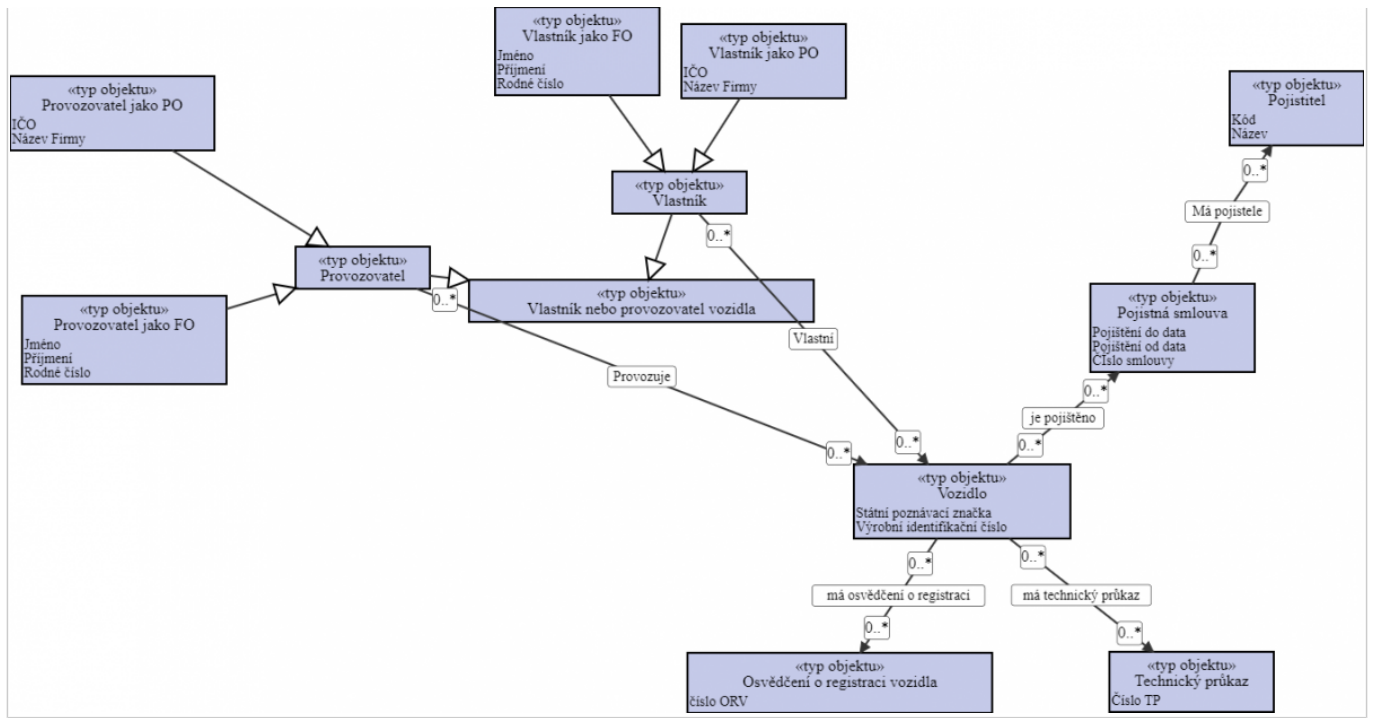 «typ objektu»
Vlastník jako FO
Jméno
Příjmení
Rodné číslo
«typ objektu»
Vlastník jako PO
IČO
Název Firmy
«typ objektu»
Provozovatel jako PO
IČO
Název Firmy
«typ objektu»
Pojistitel
Kód
Název
0..*
Má pojistele
0..*
«typ objektu»
Vlastník
0..*
«typ objektu»
Provozovatel
0..*
«typ objektu»
Vlastník nebo provozovatel vozidla
«typ objektu»
Provozovatel jako FO
Jméno
Příjmení
Rodné číslo
«typ objektu»
Pojistná smlouva
Pojištění do data
Pojištění od data
ČÍslo smlouvy
Vlastní
Provozuje
0..*
je pojištěno
0..*
0..*
0..*
«typ objektu»
Vozidlo
Státní poznávací značka
Výrobní identifikační číslo
0..*
0..*
má osvědčení o registraci
má technický průkaz
0..*
0..*
«typ objektu»
Osvědčení o registraci vozidla
číslo ORV
«typ objektu»
Technický průkaz
Číslo TP